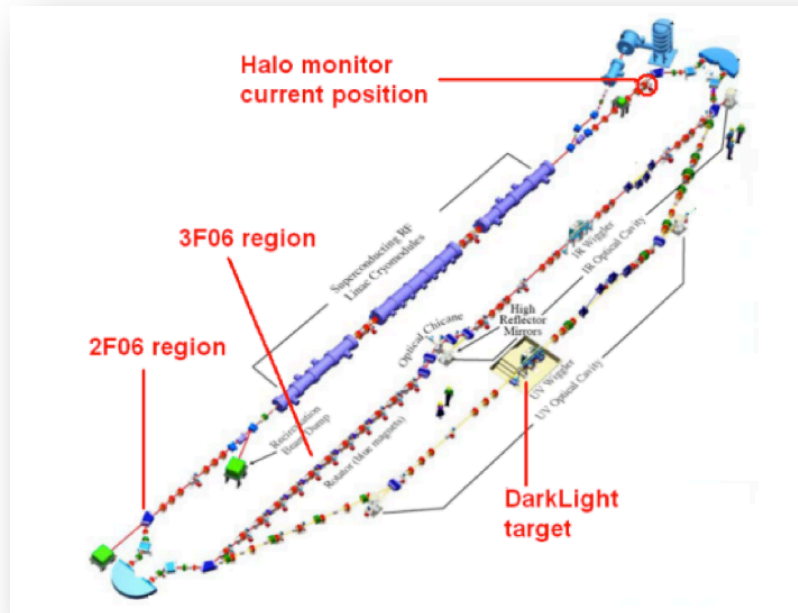 Halo monitor
current position
3F06 region
Superconducting RF
Linac Cryomodules
IR Wiggler
IR Optical Cavity
2F06 region
Optical Chicane
High
Reflector
Mirrors
UV Wiggler
UV Optical Cavity
Recirculation
Beam Dump
Rotator (blue magnets)
DarkLight
target